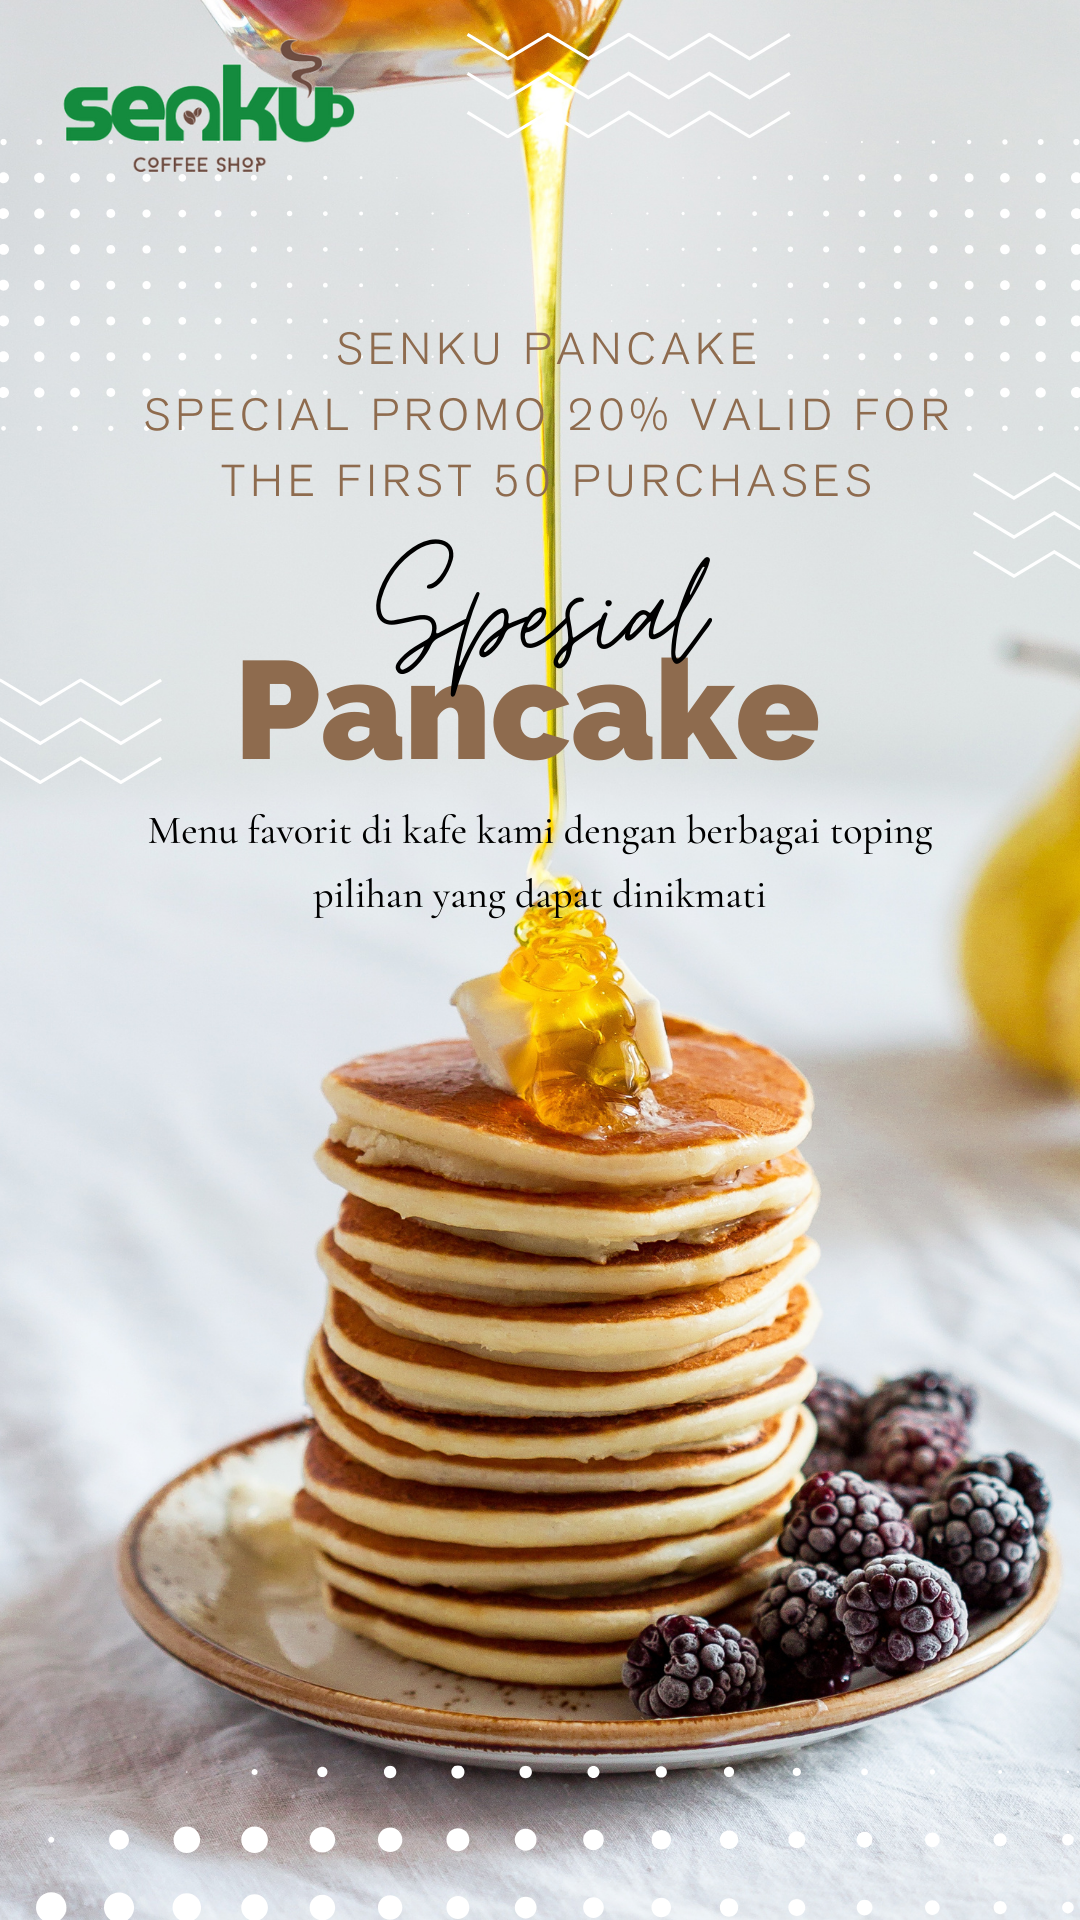 senku
COFFEE SHOP
SENKU PANCAKE
SPECIAL PROMO 20% VALID FOR
THE FIRST 50 PURCHASES
Spesial
Pancake
Menu favorit di kafe kami dengan berbagai toping
pilihan yang dapat dinikmati